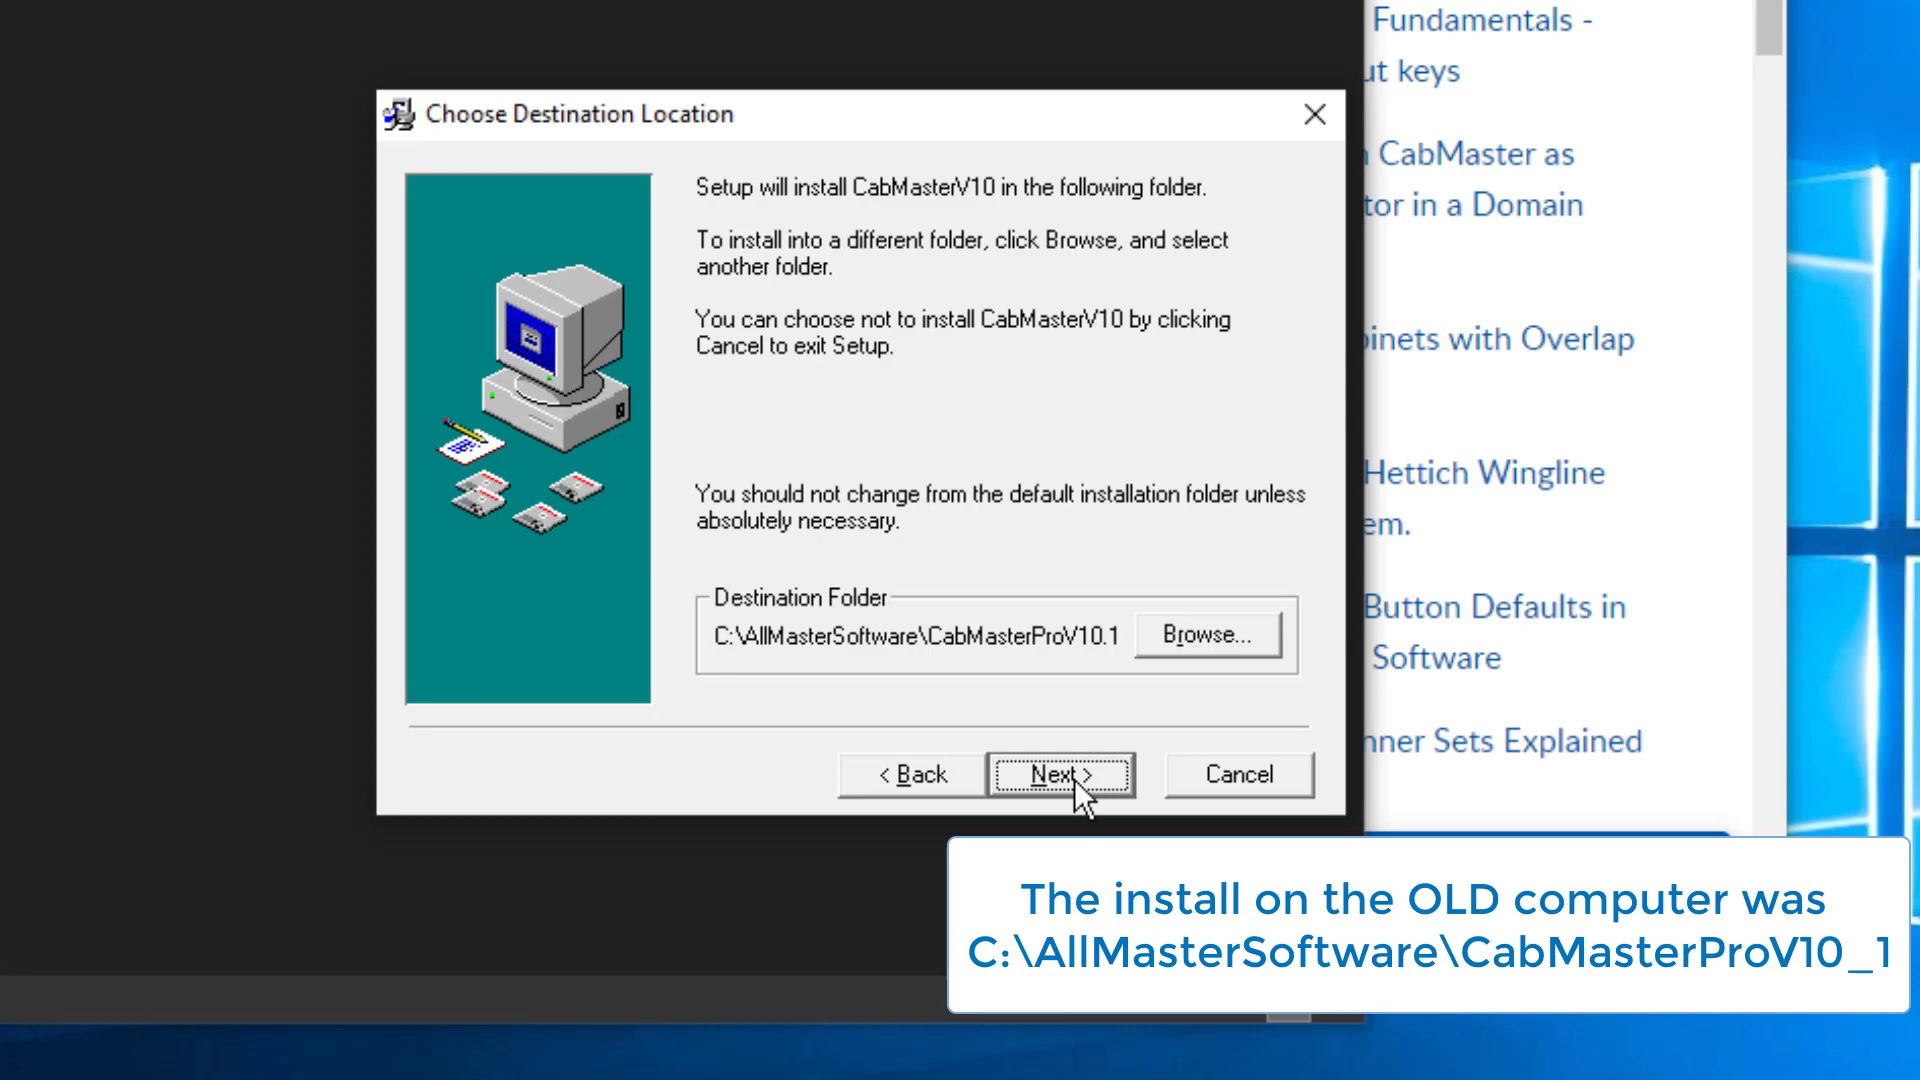 Fundamentals -
ut keys
Choose Destination Location
CabMaster as
tor in a Domain
Setup will install CabMasterV10 in the following folder.
To install into a different folder, click Browse, and select
another folder.
You can choose not to install CabMasterV10 by clicking
Cancel to exit Setup.
inets with Overlap
Hettich Wingline
em.
You should not change from the default installation folder unless
absolutely necessary.
Button Defaults in
Software
Destination Folder
C:\AllMasterSoftware\CabMasterProV10.1
Browse...
ner Sets Explained
< Back
Next >
Cancel
The install on the OLD computer was
C:\AllMasterSoftware\CabMasterProV10_1